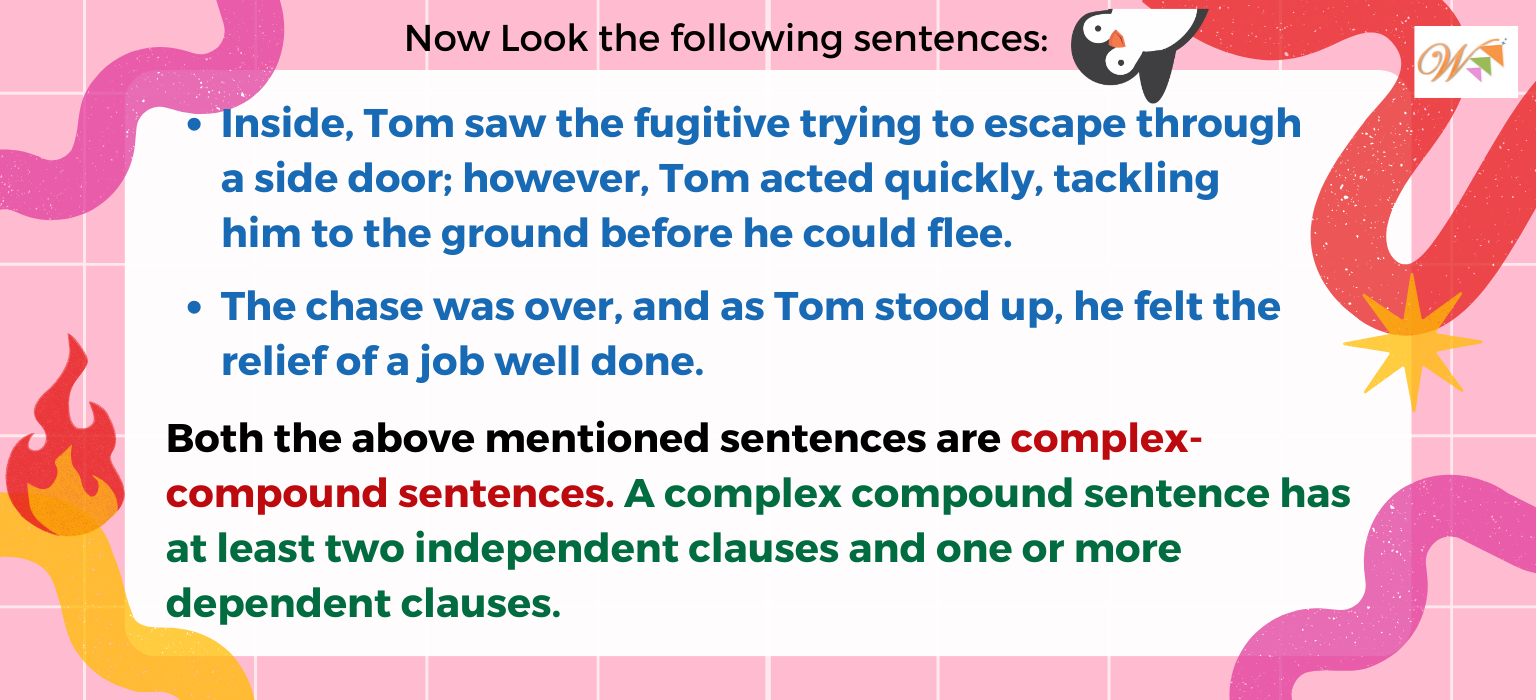 Now Look the following sentences:
W
• Inside, Tom saw the fugitive trying to escape through
a side door; however, Tom acted quickly, tackling
him to the ground before he could flee.
• The chase was over, and as Tom stood up, he felt the
relief of a job well done.
Both the above mentioned sentences are complex-
compound sentences. A complex compound sentence has
at least two independent clauses and one or more
dependent clauses.